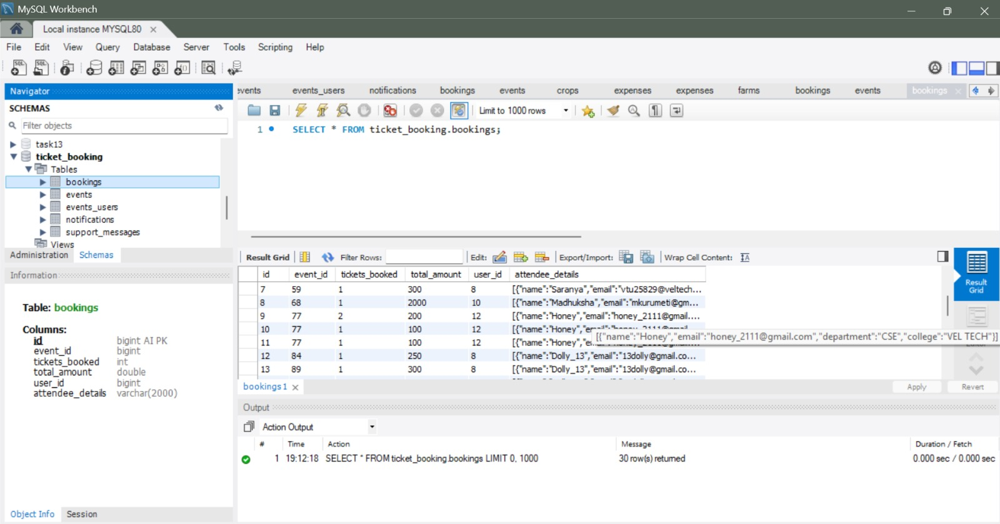 MySQL Workbench
Local instance MYSQL80
File Edit View Query Database Server Tools Scripting Help
Navigator
SCHEMAS
Filter objects
task13
ticket_booking
Tables
bookings
events
events_users
notifications
support_messages
Views
Administration Schemas
Information
Table: bookings
Columns:
id bigint AI PK
event_id bigint
tickets_booked int
total_amount double
user_id bigint
attendee_details varchar(2000)
Object Info Session
events_users notifications bookings events crops expenses expenses farms bookings events bookings
Limit to 1000 rows
1 SELECT * FROM ticket_booking.bookings;
Result Grid Filter Rows: Edit: Export/Import: Wrap Cell Content:
id event_id tickets_booked total_amount user_id attendee_details
7 59 1 300 8 [{"name":"Saranya","email":"vtu25829@veltech...
8 68 1 2000 10 [{"name":"Madhuksha","email":"mkurumeti@gm...
9 77 2 200 12 [{"name":"Honey","email":"honey_2111@gmail....
10 77 1 100 12 [{"name":"Honey","email":"honey_2111@gmail....
11 77 1 100 12 [{"name":"Honey",
[{"name":"Honey","email":"honey_2111@gmail.com","department":"CSE","college":"VEL TECH"}]
12 84 1 250 8 [{"name":"Dolly_13","email":"13dolly@gmail.co...
13 89 1 300 8 [{"name":"Dolly_13","email":"13dolly@gmail.co...
Result
Grid
bookings 1
Apply Revert
Output
Action Output
# Time Action Message Duration / Fetch
1 19:12:18 SELECT * FROM ticket_booking.bookings LIMIT 0, 1000 30 row(s) returned 0.000 sec / 0.000 sec